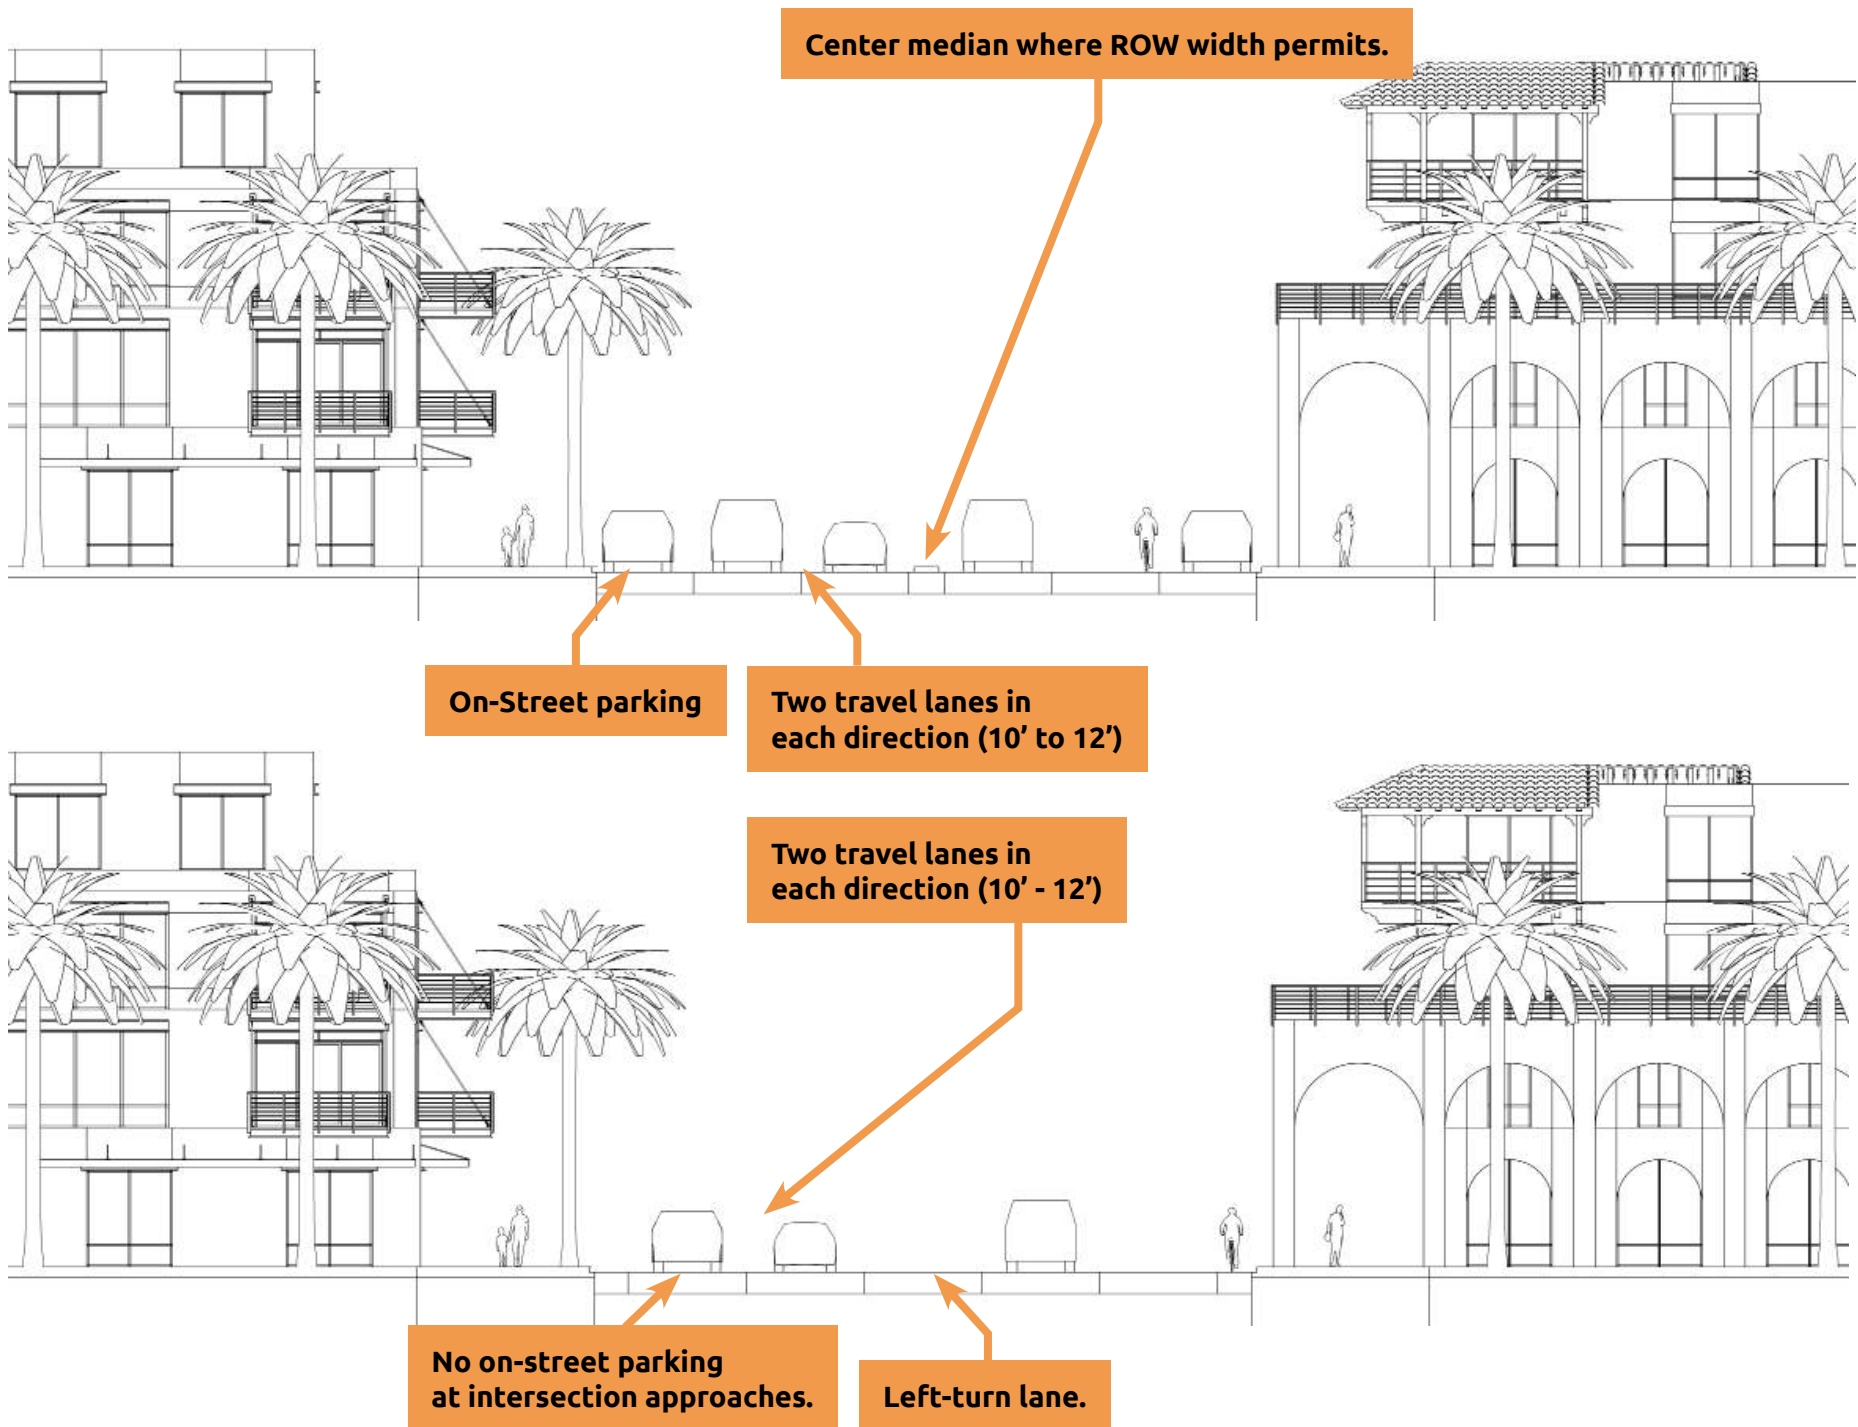 Center median where ROW width permits.
On-Street parking
Two travel lanes in
each direction (10’ to 12’)
Two travel lanes in
each direction (10’ - 12’)
No on-street parking
at intersection approaches.
Left-turn lane.